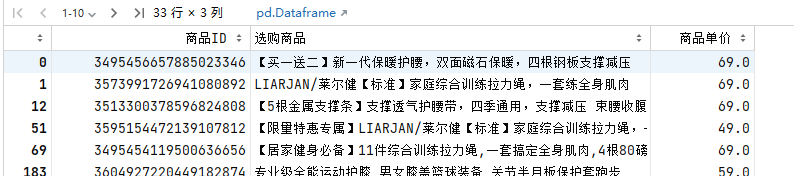 1-10 33 行 × 3 列 pd.Dataframe
商品ID 选购商品 商品单价
0 3495456657885023346 【买一送二】新一代保暖护腰，双面磁石保暖，四根钢板支撑减压 69.0
1 3573991726941080892 LIARJAN/莱尔健【标准】家庭综合训练拉力绳，一套练全身肌肉 69.0
12 3513300378596824808 【5根金属支撑条】支撑透气护腰带，四季通用，支撑减压 束腰收腹 69.0
51 3595154472139107812 【限量特惠专属】LIARJAN/莱尔健【标准】家庭综合训练拉力绳， 49.0
69 3495454119500636656 【居家健身必备】11件综合训练拉力绳,一套搞定全身肌肉,4根80磅 69.0
183 3604927220449182874 专业级全能运动护膝 男女膝盖篮球装备 关节半月板保护套跑步 59.0